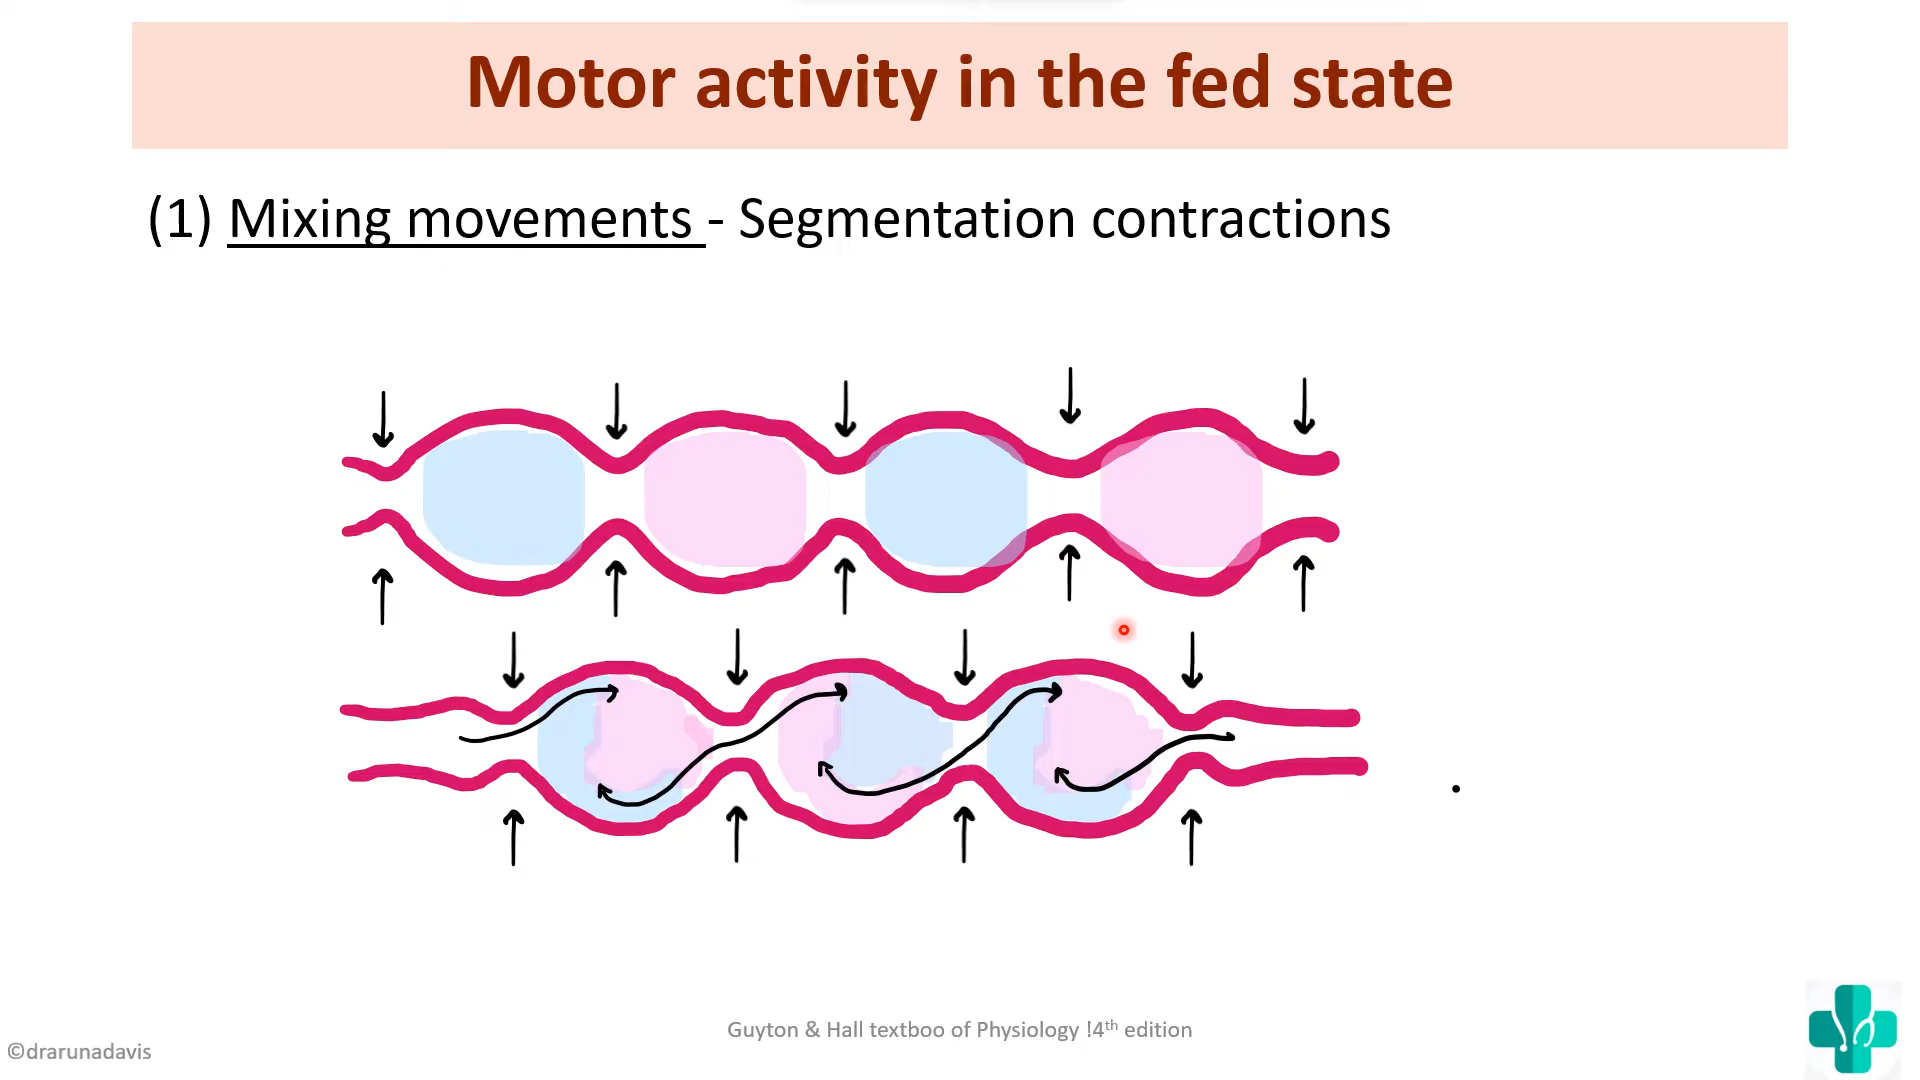 Motor activity in the fed state
(1) Mixing movements - Segmentation contractions
Guyton & Hall textboo of Physiology !4th edition
©drarunadavis